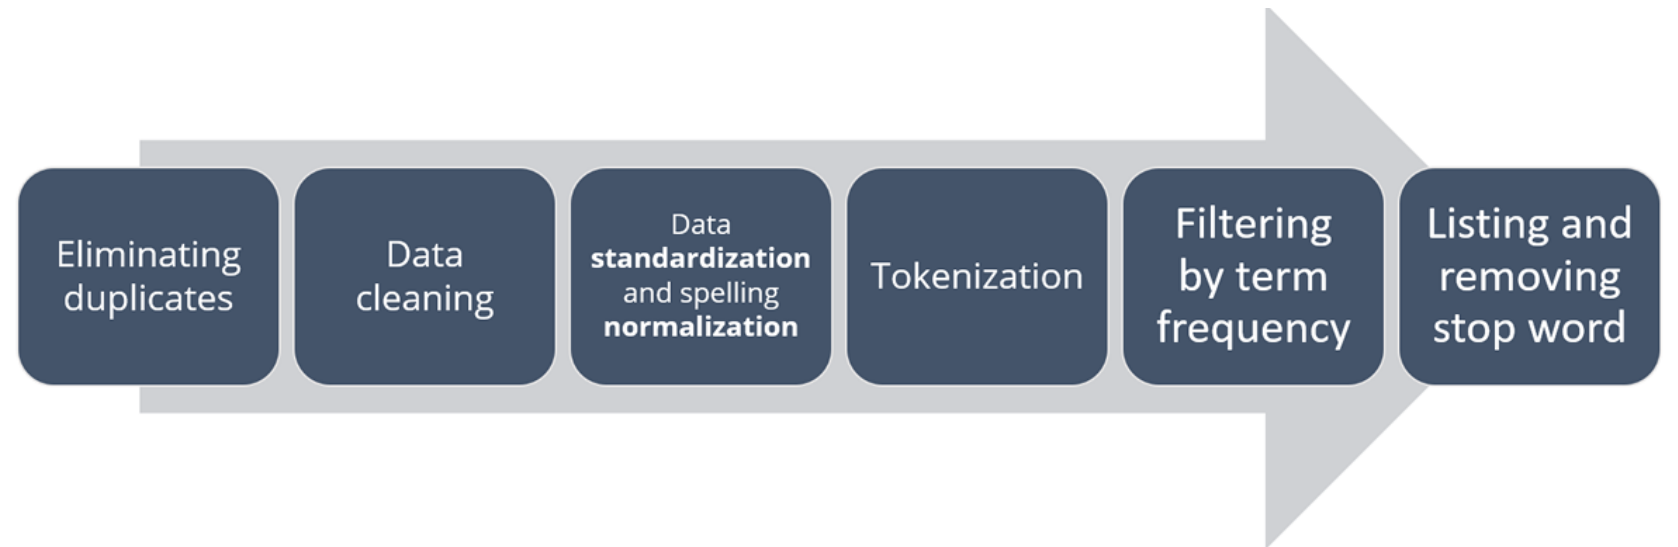 Eliminating
duplicates
Data
cleaning
Data
standardization
and spelling
normalization
Tokenization
Filtering
by term
frequency
Listing and
removing
stop word